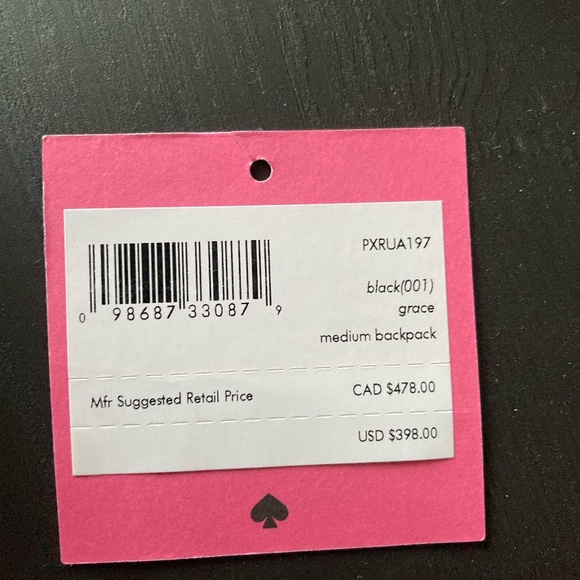 PXRUA197
0 98687 33087 9
black(001)
grace
medium backpack
Mfr Suggested Retail Price CAD $478.00
USD $398.00